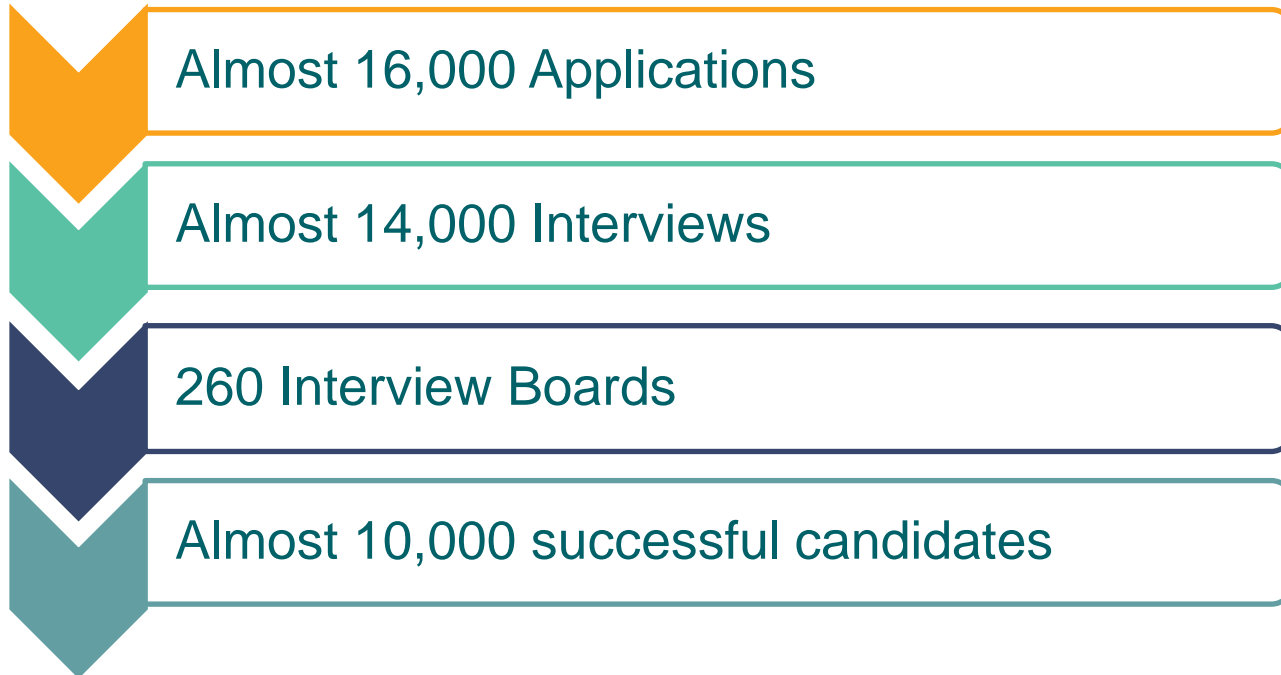 Almost 16,000 Applications
Almost 14,000 Interviews
260 Interview Boards
Almost 10,000 successful candidates